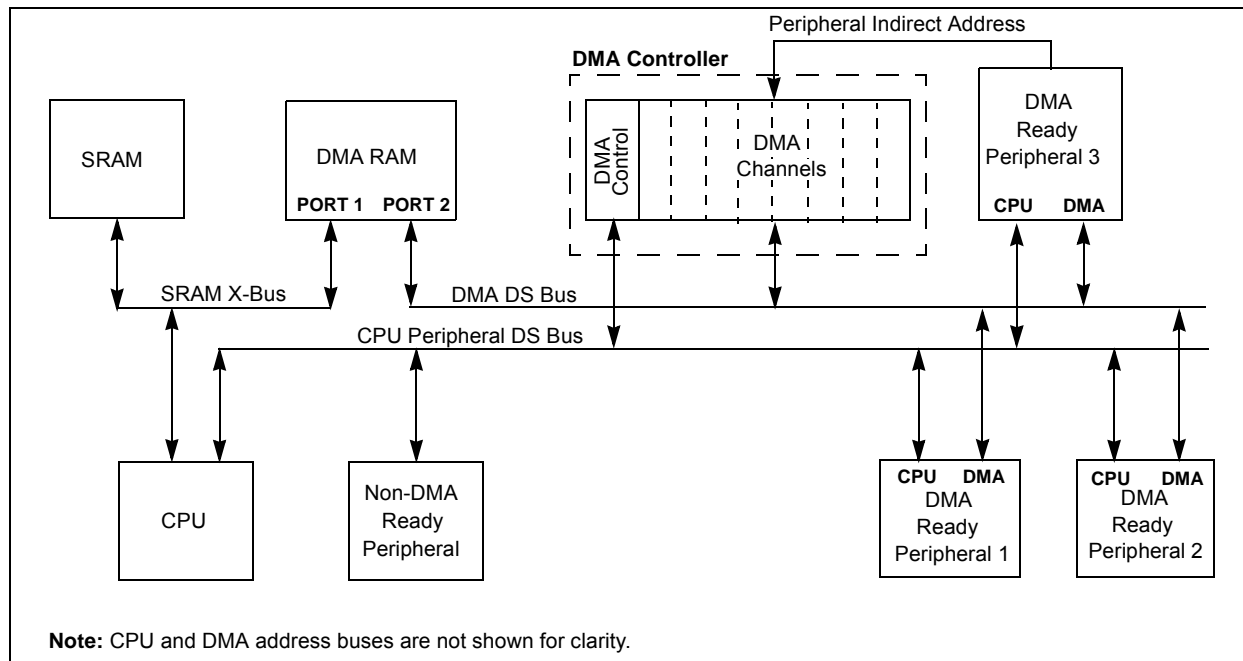 Peripheral Indirect Address
DMA Controller
SRAM
DMA RAM
PORT 1 PORT 2
DMA
Control
DMA
Channels
DMA
Ready
Peripheral 3
CPU DMA
SRAM X-Bus
DMA DS Bus
CPU Peripheral DS Bus
CPU
Non-DMA
Ready
Peripheral
CPU DMA
DMA
Ready
Peripheral 1
CPU DMA
DMA
Ready
Peripheral 2
Note: CPU and DMA address buses are not shown for clarity.